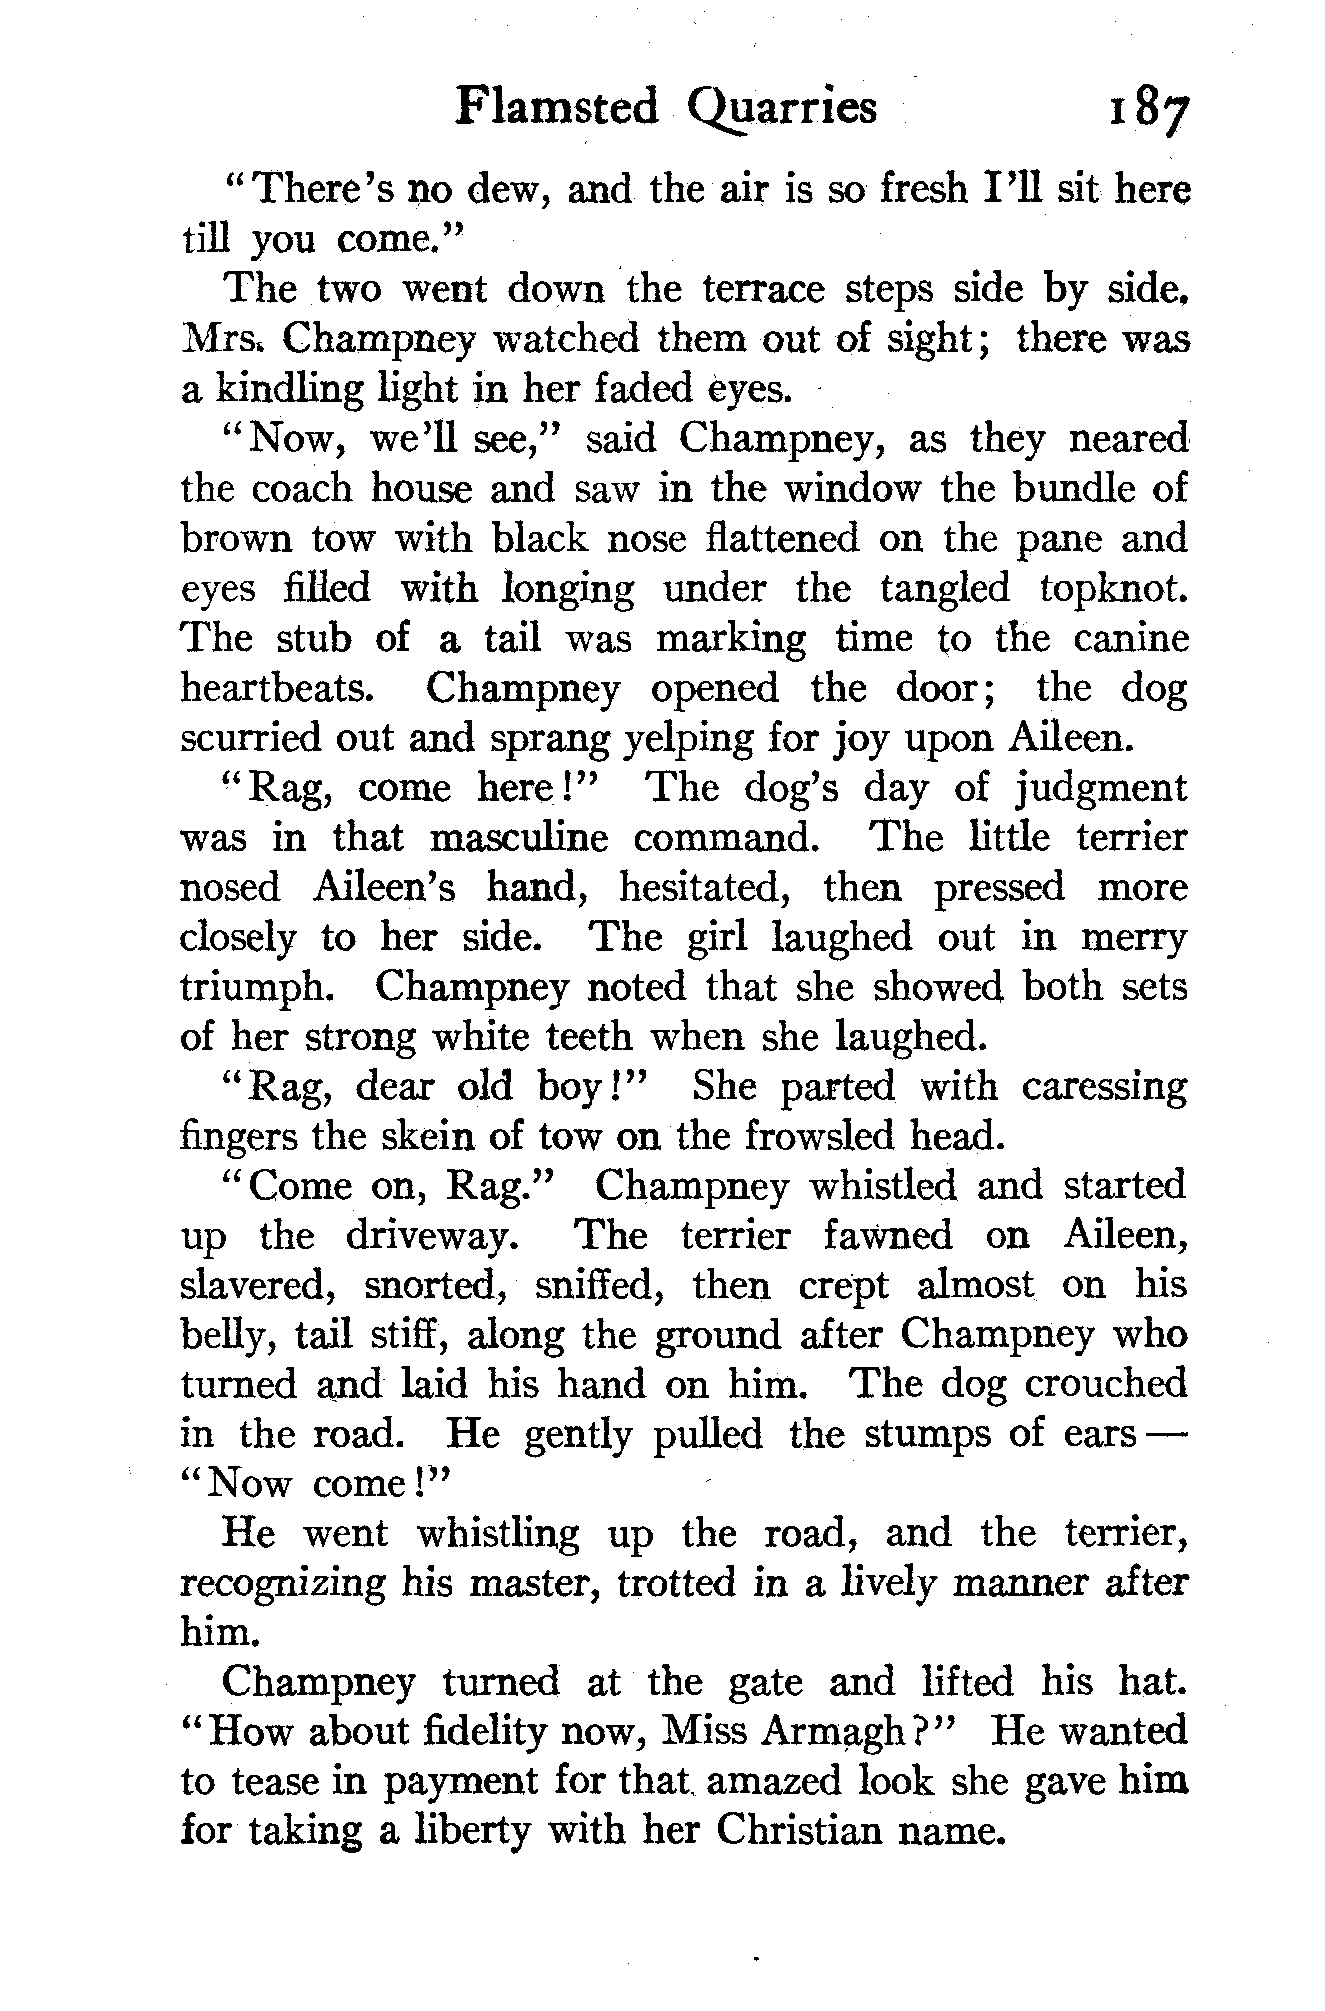 Flamsted Quarries 187
"There's no dew, and the air is so fresh I'll sit here
till you come."
The two went down the terrace steps side by side.
Mrs. Champney watched them out of sight; there was
a kindling light in her faded eyes.
"Now, we'll see," said Champney, as they neared
the coach house and saw in the window the bundle of
brown tow with black nose flattened on the pane and
eyes filled with longing under the tangled topknot.
The stub of a tail was marking time to the canine
heartbeats. Champney opened the door; the dog
scurried out and sprang yelping for joy upon Aileen.
"Rag, come here!" The dog's day of judgment
was in that masculine command. The little terrier
nosed Aileen's hand, hesitated, then pressed more
closely to her side. The girl laughed out in merry
triumph. Champney noted that she showed both sets
of her strong white teeth when she laughed.
"Rag, dear old boy!" She parted with caressing
fingers the skein of tow on the frowsled head.
"Come on, Rag." Champney whistled and started
up the driveway. The terrier fawned on Aileen,
slavered, snorted, sniffed, then crept almost on his
belly, tail stiff, along the ground after Champney who
turned and laid his hand on him. The dog crouched
in the road. He gently pulled the stumps of ears—
"Now come!"
He went whistling up the road, and the terrier,
recognizing his master, trotted in a lively manner after
him.
Champney turned at the gate and lifted his hat.
"How about fidelity now, Miss Armagh?" He wanted
to tease in payment for that amazed look she gave him
for taking a liberty with her Christian name.